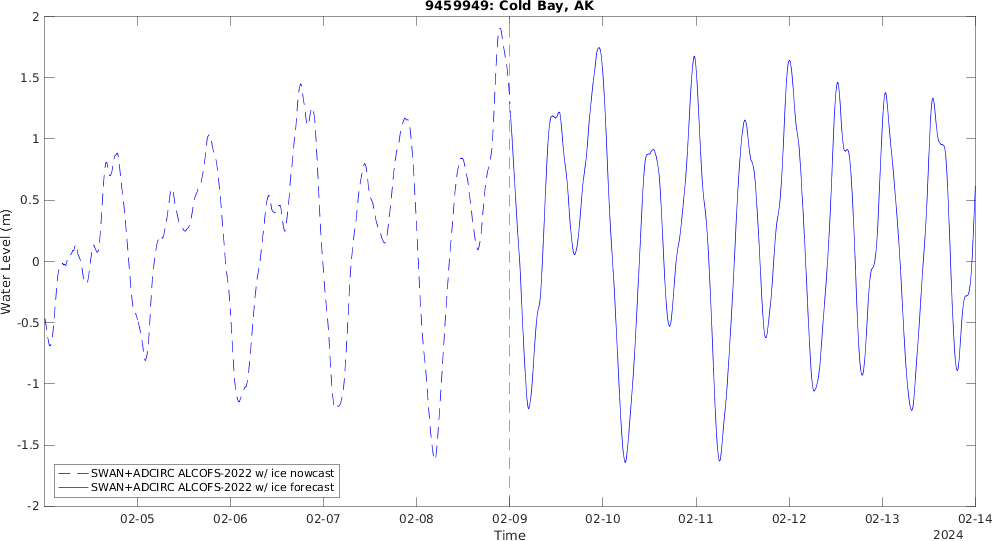 9459949: Cold Bay, AK
Water Level (m)
2
1.5
1
0.5
0
-0.5
-1
-1.5
-2
SWAN+ADCIRC ALCOFS-2022 w/ ice nowcast
SWAN+ADCIRC ALCOFS-2022 w/ ice forecast
02-05 02-06 02-07 02-08 02-09 02-10 02-11 02-12 02-13 02-14
Time
2024